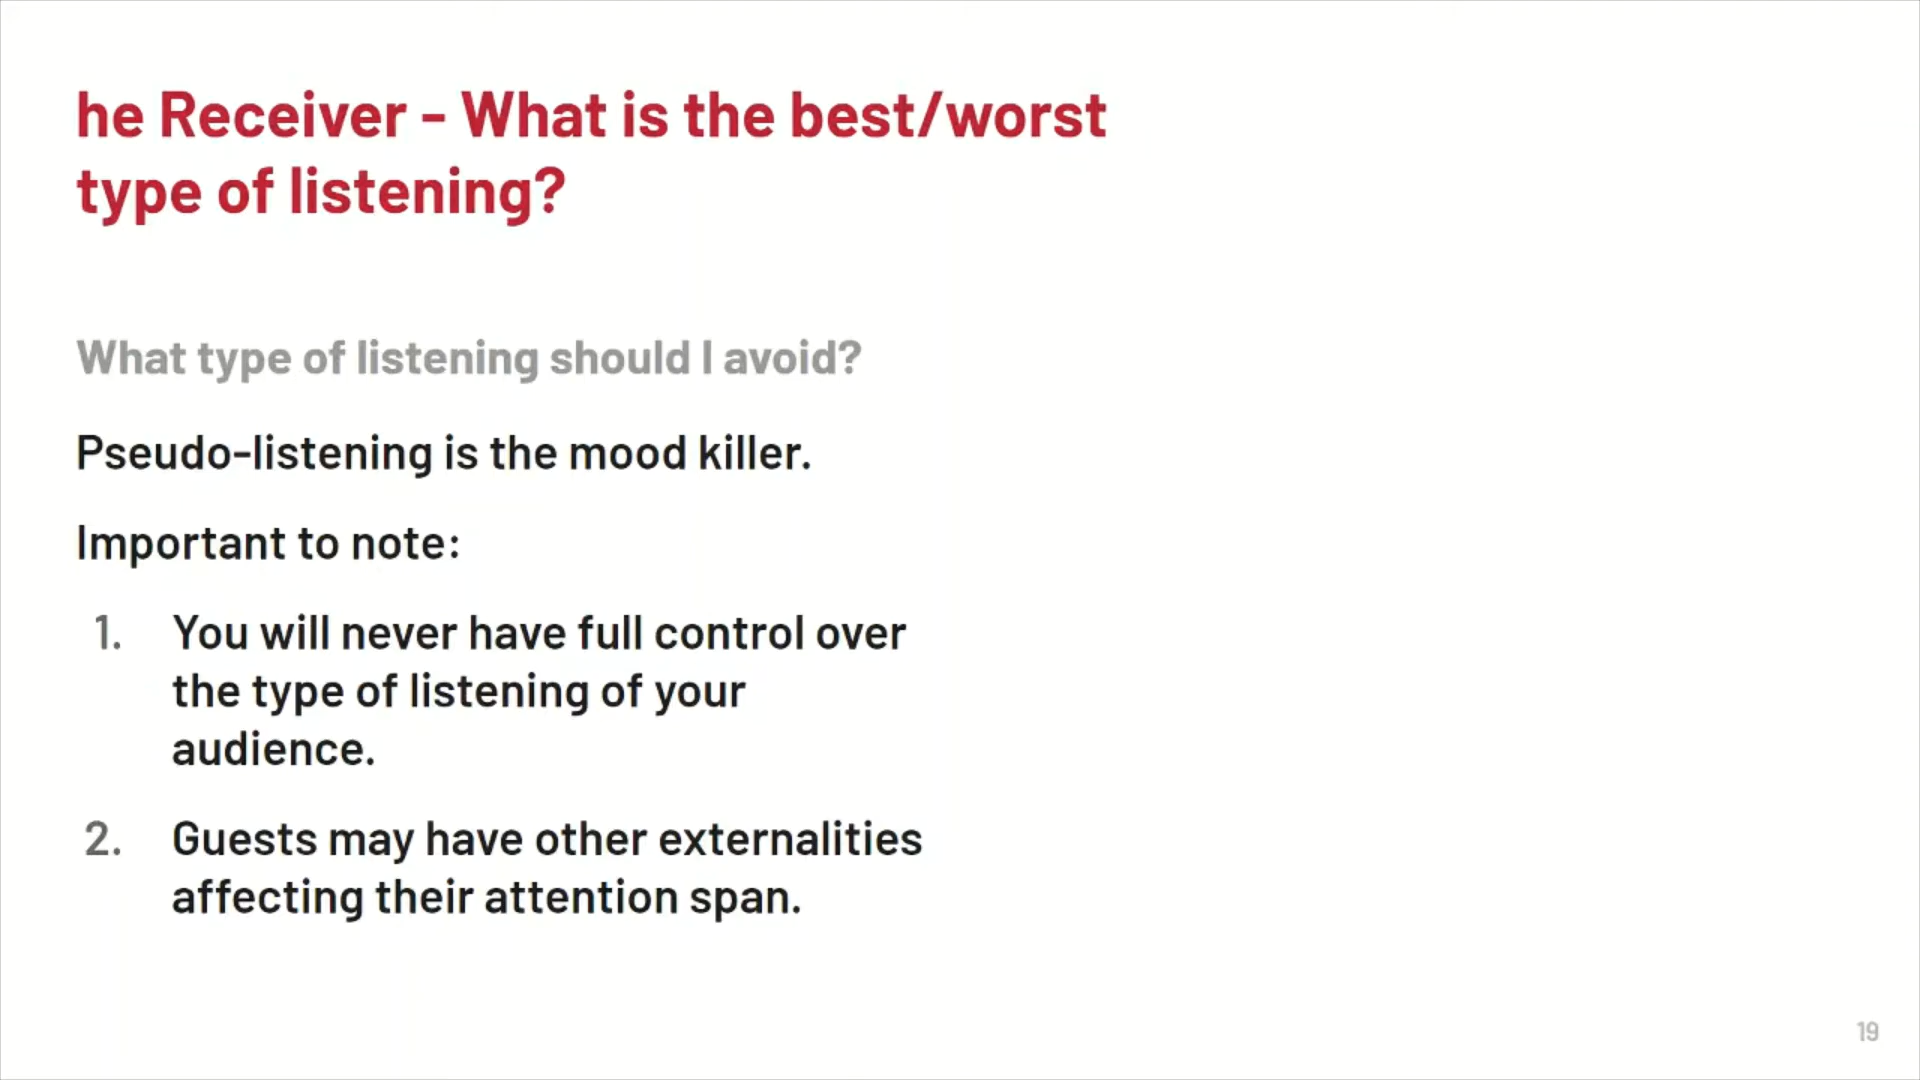 he Receiver - What is the best/worst
type of listening?
What type of listening should I avoid?
Pseudo-listening is the mood killer.
Important to note:
1. You will never have full control over
the type of listening of your
audience.
2. Guests may have other externalities
affecting their attention span.
19